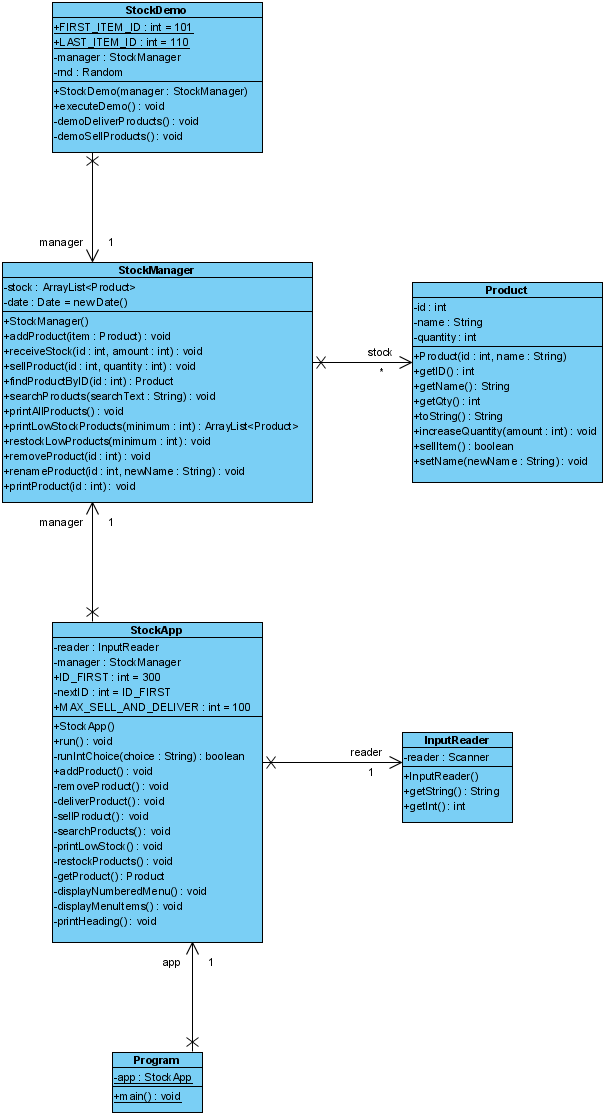 StockDemo
+FIRST_ITEM_ID : int = 101
+LAST_ITEM_ID : int = 110
-manager : StockManager
-rnd : Random
+StockDemo(manager : StockManager)
+executeDemo() : void
-demoDeliverProducts() : void
-demoSellProducts() : void
manager 1
StockManager
-stock : ArrayList<Product>
-date : Date = newDate()
+StockManager()
+addProduct(item : Product) : void
+receiveStock(id : int, amount : int) : void
+sellProduct(id : int, quantity : int) : void
+findProductByID(id : int) : Product
+searchProducts(searchText : String) : void
+printAllProducts() : void
+printLowStockProducts(minimum : int) : ArrayList<Product>
+restockLowProducts(minimum : int) : void
+removeProduct(id : int) : void
+renameProduct(id : int, newName : String) : void
+printProduct(id : int) : void
stock
*
Product
-id : int
-name : String
-quantity : int
+Product(id : int, name : String)
+getID() : int
+getName() : String
+getQty() : int
+toString() : String
+increaseQuantity(amount : int) : void
+sellItem() : boolean
+setName(newName : String) : void
manager 1
StockApp
-reader : InputReader
-manager : StockManager
+ID_FIRST : int = 300
-nextID : int = ID_FIRST
+MAX_SELL_AND_DELIVER : int = 100
+StockApp()
+run() : void
-runIntChoice(choice : String) : boolean
+addProduct() : void
-removeProduct() : void
-deliverProduct() : void
-sellProduct() : void
-searchProducts() : void
-printLowStock() : void
-restockProducts() : void
-getProduct() : Product
-displayNumberedMenu() : void
-displayMenuItems() : void
-printHeading() : void
reader
1
InputReader
-reader : Scanner
+InputReader()
+getString() : String
+getInt() : int
app 1
Program
-app : StockApp
+main() : void